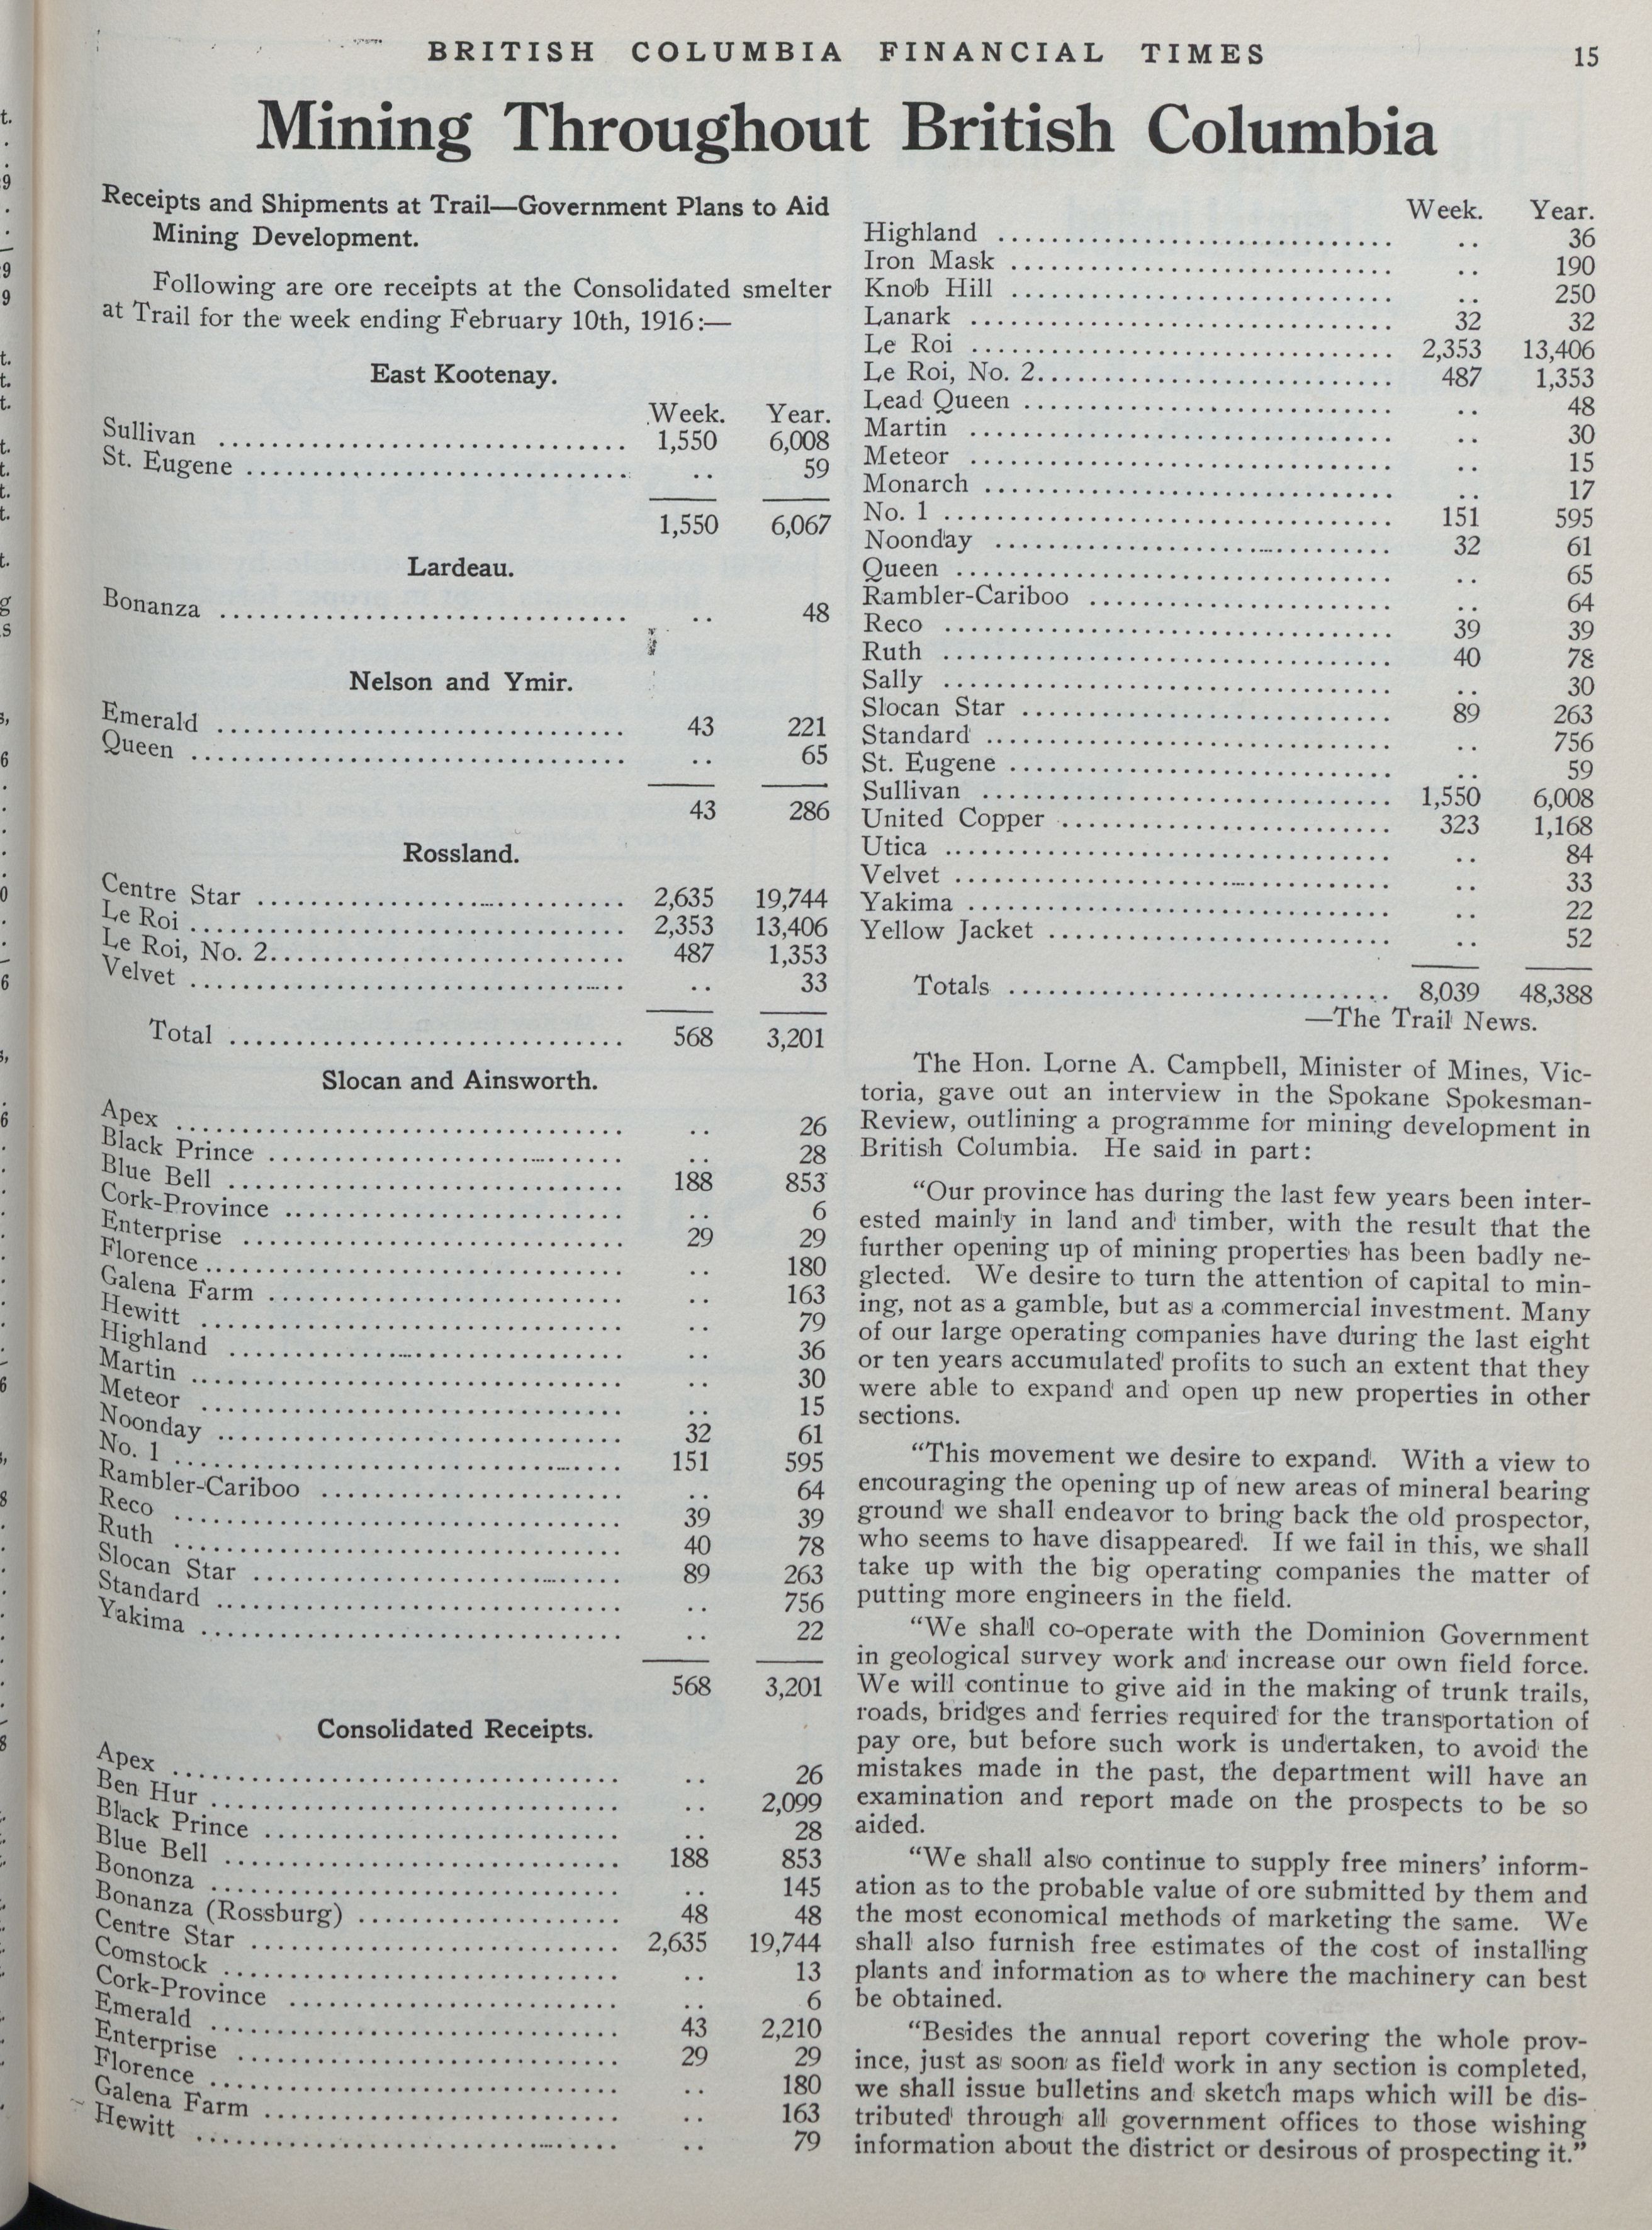 BRITISH COLUMBIA FINANCIAL TIMES 15
Mining Throughout British Columbia
Receipts and Shipments at Trail—Government Plans to Aid
Mining Development.
Following are ore receipts at the Consolidated smelter
at Trail for the week ending February 10th, 1916:—
East Kootenay.
Week. Year.
Sullivan .............................. 1,550 6,008
St. Eugene ............................ .. 59
1,550 6,067
Lardeau.
Bonanza .............................. .. 48
Nelson and Ymir.
Emerald .............................. 43 221
Queen ................................ .. 65
43 286
Rossland.
Centre Star ........................... 2,635 19,744
Le Roi ................................ 2,353 13,406
Le Roi, No. 2.......................... 487 1,353
Velvet ................................ .. 33
Total ............................. 568 3,201
Slocan and Ainsworth.
Apex ................................. .. 26
Black Prince .......................... .. 28
Blue Bell ............................. 188 853
Cork-Province ......................... .. 6
Enterprise ............................ 29 29
Florence............................... .. 180
Galena Farm .......................... .. 163
Hewitt ............................... .. 79
Highland ............................. .. 36
Martin ............................... .. 30
Meteor ............................... .. 15
Noonday .............................. 32 61
No. 1 ................................. 151 595
Rambler-Cariboo ...................... .. 64
Reco ................................. 39 39
Ruth ................................. 40 78
Slocan Star ........................... 89 263
Standard ............................. .. 756
Yakima ............................... .. 22
568 3,201
Consolidated Receipts.
Apex ................................. .. 26
Ben Hur .............................. .. 2,099
Black Prince .......................... .. 28
Blue Bell ............................. 188 853
Bononza .............................. .. 145
Bonanza (Rossburg) ................... 48 48
Centre Star ........................... 2,635 19,744
Comstock ............................. .. 13
Cork-Province ........................ .. 6
Emerald .............................. 43 2,210
Enterprise ............................ 29 29
Florence .............................. .. 180
Galena Farm .......................... .. 163
Hewitt ............................... .. 79
Week. Year.
Highland .............................. .. 36
Iron Mask ............................. .. 190
Knob Hill ............................. .. 250
Lanark ................................ 32 32
Le Roi ................................ 2,353 13,406
Le Roi, No. 2........................... 487 1,353
Lead Queen ............................ .. 48
Martin ................................ .. 30
Meteor ................................ .. 15
Monarch ............................... .. 17
No. 1 .................................. 151 595
Noonday .............................. 32 61
Queen ................................. .. 65
Rambler-Cariboo ....................... .. 64
Reco .................................. 39 39
Ruth .................................. 40 78
Sally .................................. .. 30
Slocan Star ............................ 89 263
Standard ............................... .. 756
St. Eugene ............................. .. 59
Sullivan ............................... 1,550 6,008
United Copper ......................... 323 1,168
Utica .................................. .. 84
Velvet ................................. .. 33
Yakima ................................ .. 22
Yellow Jacket .......................... .. 52
Totals ............................. 8,039 48,388
—The Trail News.
The Hon. Lorne A. Campbell, Minister of Mines, Vic-
toria, gave out an interview in the Spokane Spokesman-
Review, outlining a programme for mining development in
British Columbia. He said in part:
"Our province has during the last few years been inter-
ested mainly in land and timber, with the result that the
further opening up of mining properties has been badly ne-
glected. We desire to turn the attention of capital to min-
ing, not as a gamble, but as a commercial investment. Many
of our large operating companies have during the last eight
or ten years accumulated profits to such an extent that they
were able to expand and open up new properties in other
sections.
"This movement we desire to expand. With a view to
encouraging the opening up of new areas of mineral bearing
ground we shall endeavor to bring back the old prospector,
who seems to have disappeared. If we fail in this, we shall
take up with the big operating companies the matter of
putting more engineers in the field.
"We shall co-operate with the Dominion Government
in geological survey work and increase our own field force.
We will continue to give aid in the making of trunk trails,
roads, bridges and ferries required for the transportation of
pay ore, but before such work is undertaken, to avoid the
mistakes made in the past, the department will have an
examination and report made on the prospects to be so
aided.
"We shall also continue to supply free miners' inform-
ation as to the probable value of ore submitted by them and
the most economical methods of marketing the same. We
shall also furnish free estimates of the cost of installing
plants and information as to where the machinery can best
be obtained.
"Besides the annual report covering the whole prov-
ince, just as soon as field work in any section is completed,
we shall issue bulletins and sketch maps which will be dis-
tributed through all government offices to those wishing
information about the district or desirous of prospecting it."